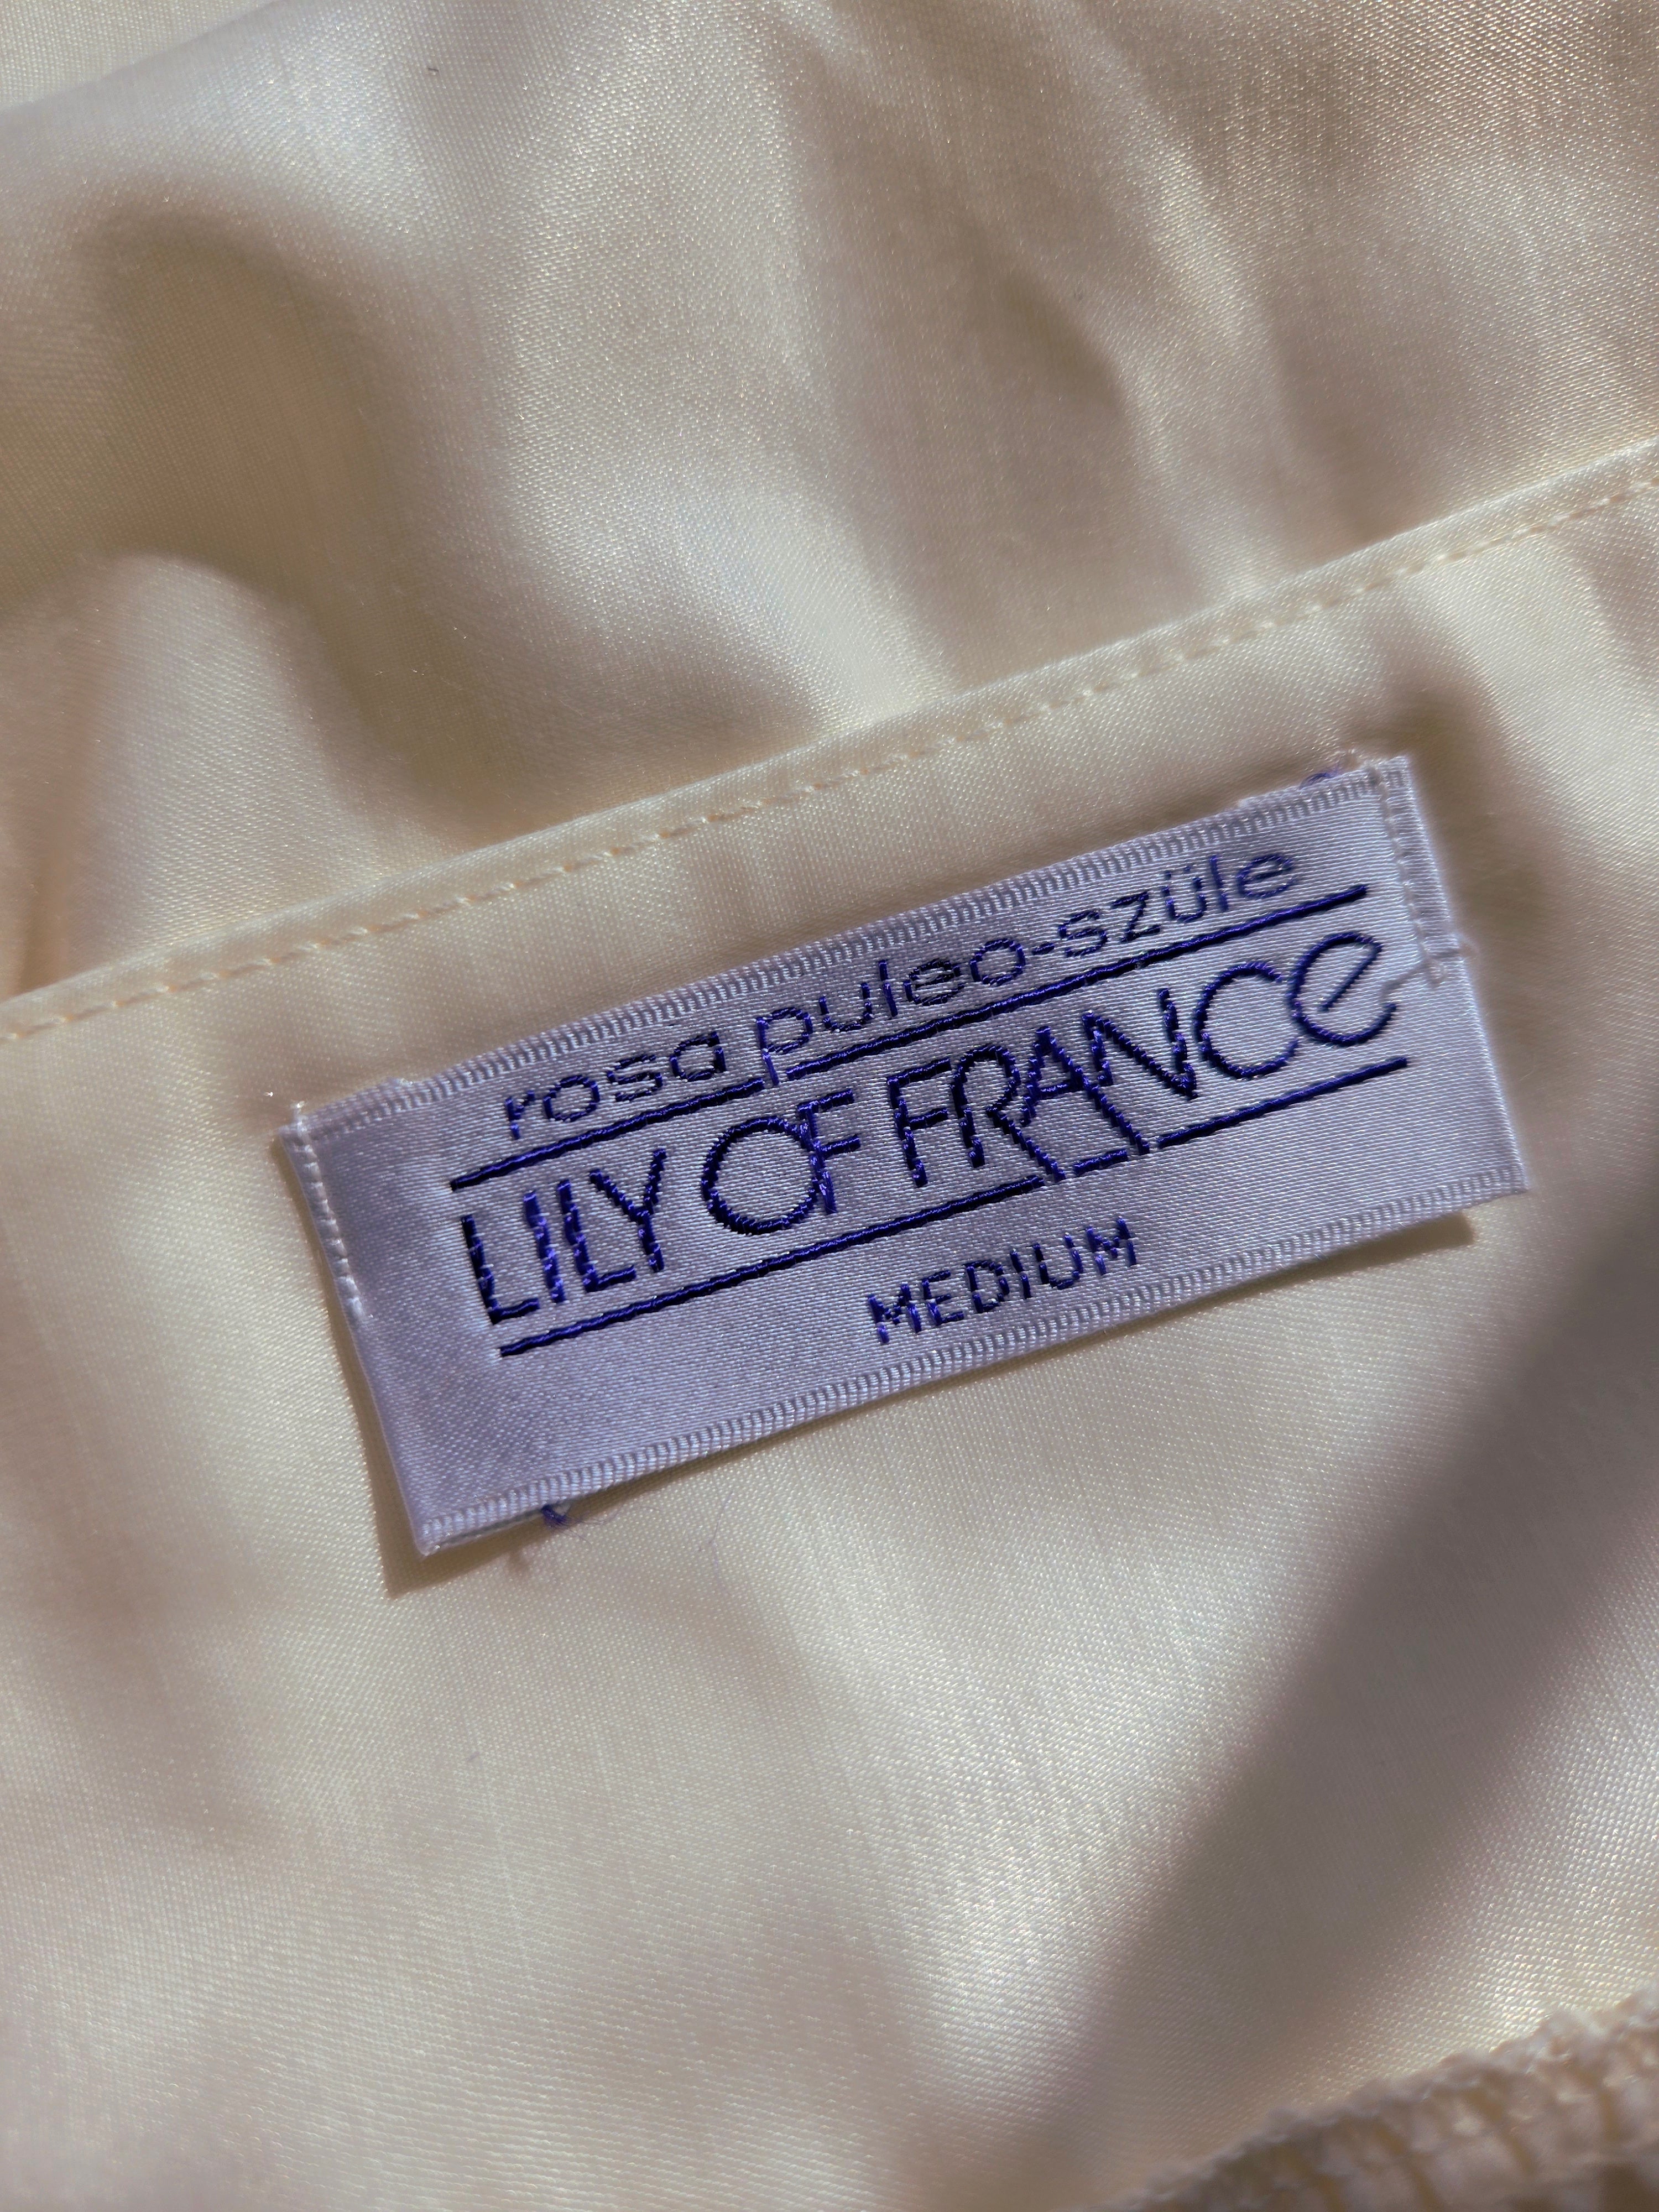 rosa puleo-szüle
LILY OF FRANCe
MEDIUM